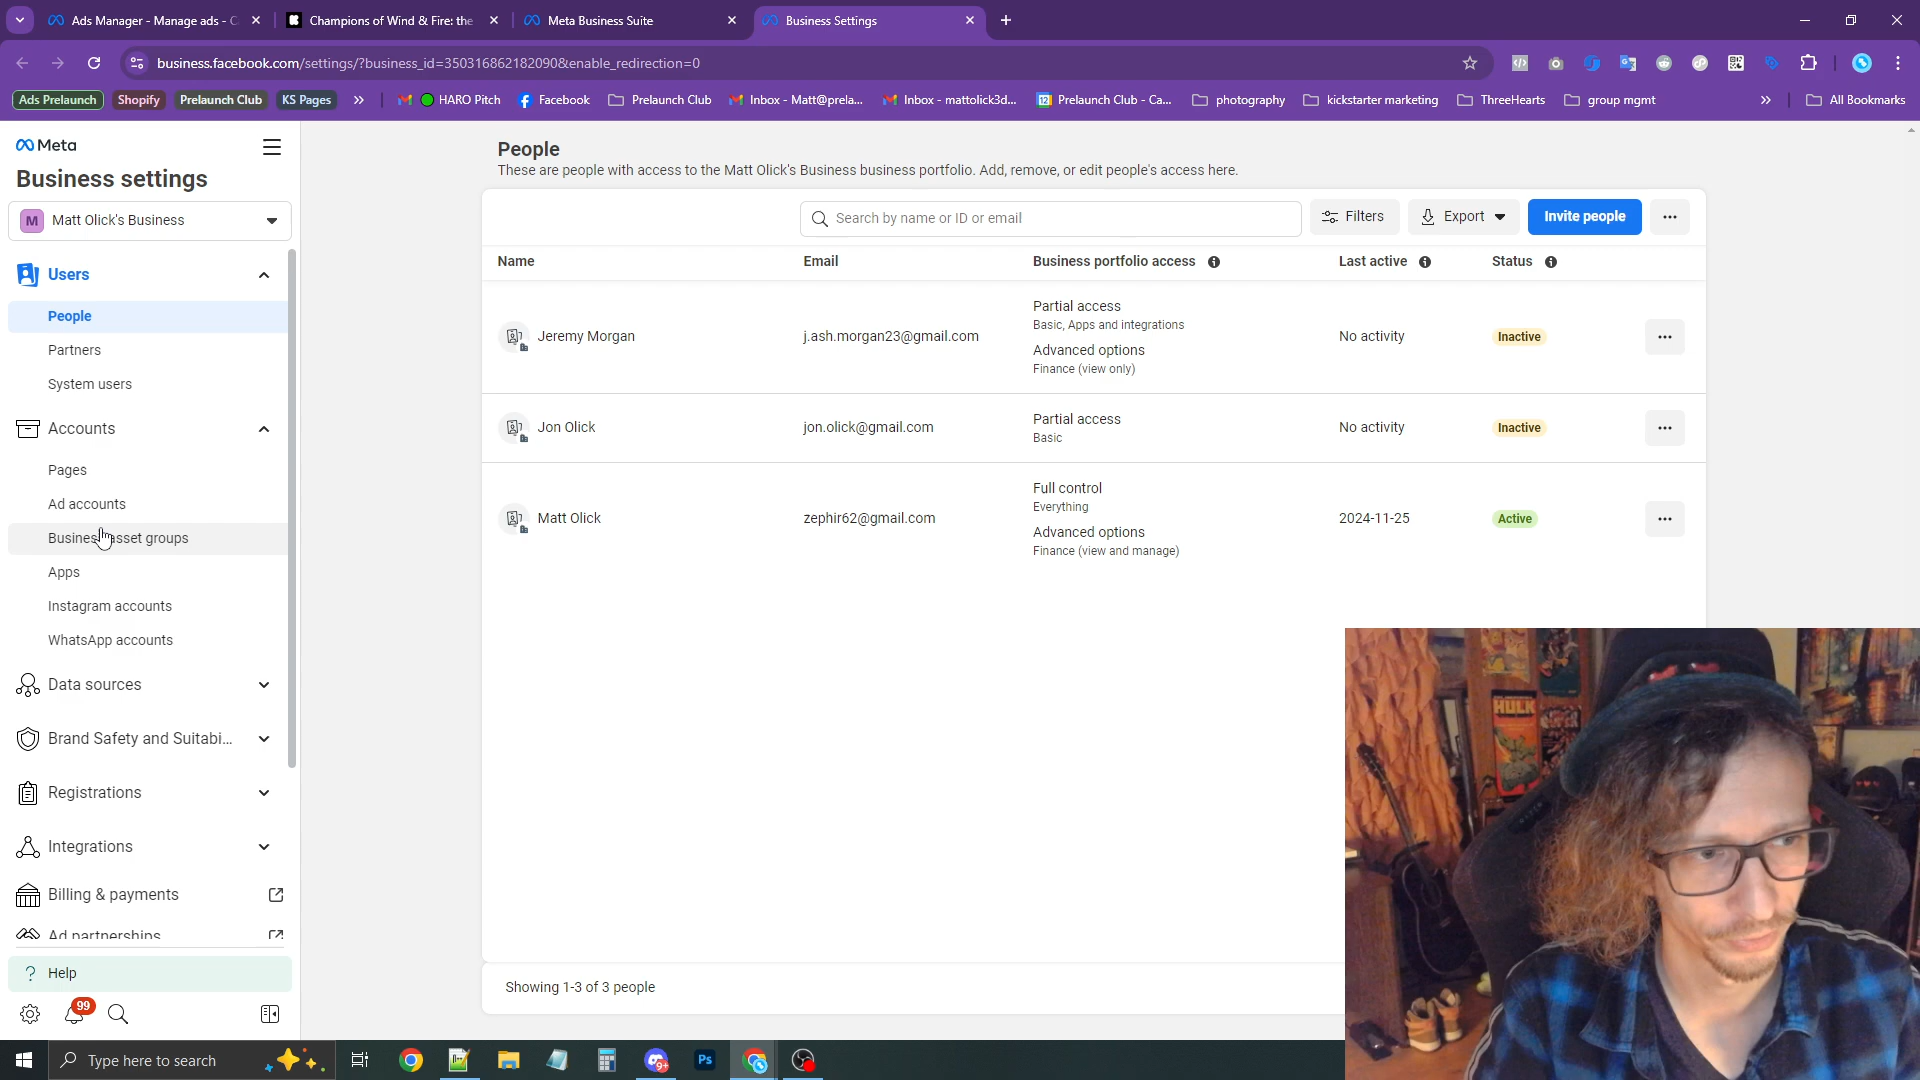 Ads Manager - Manage ads - C
Champions of Wind & Fire: the
Meta Business Suite
Business Settings
business.facebook.com/settings/?business_id=350316862182090&enable_redirection=0
Ads Prelaunch
Shopify
Prelaunch Club
KS Pages
HARO Pitch
Facebook
Prelaunch Club
Inbox - Matt@prela...
Inbox - mattolick3d...
Prelaunch Club - Ca...
photography
kickstarter marketing
ThreeHearts
group mgmt
All Bookmarks
Meta
Business settings
M Matt Olick's Business
Users
People
Partners
System users
Accounts
Pages
Ad accounts
Business asset groups
Apps
Instagram accounts
WhatsApp accounts
Data sources
Brand Safety and Suitabi...
Registrations
Integrations
Billing & payments
Ad partnerships
? Help
99
People
These are people with access to the Matt Olick's Business business portfolio. Add, remove, or edit people's access here.
Search by name or ID or email
Filters
Export
Invite people
Name Email Business portfolio access Last active Status
Jeremy Morgan j.ash.morgan23@gmail.com
Partial access
Basic, Apps and integrations
Advanced options
Finance (view only)
No activity
Inactive
Jon Olick jon.olick@gmail.com
Partial access
Basic
No activity
Inactive
Matt Olick zephir62@gmail.com
Full control
Everything
Advanced options
Finance (view and manage)
2024-11-25
Active
Showing 1-3 of 3 people
HULK
Type here to search
9+
Ps